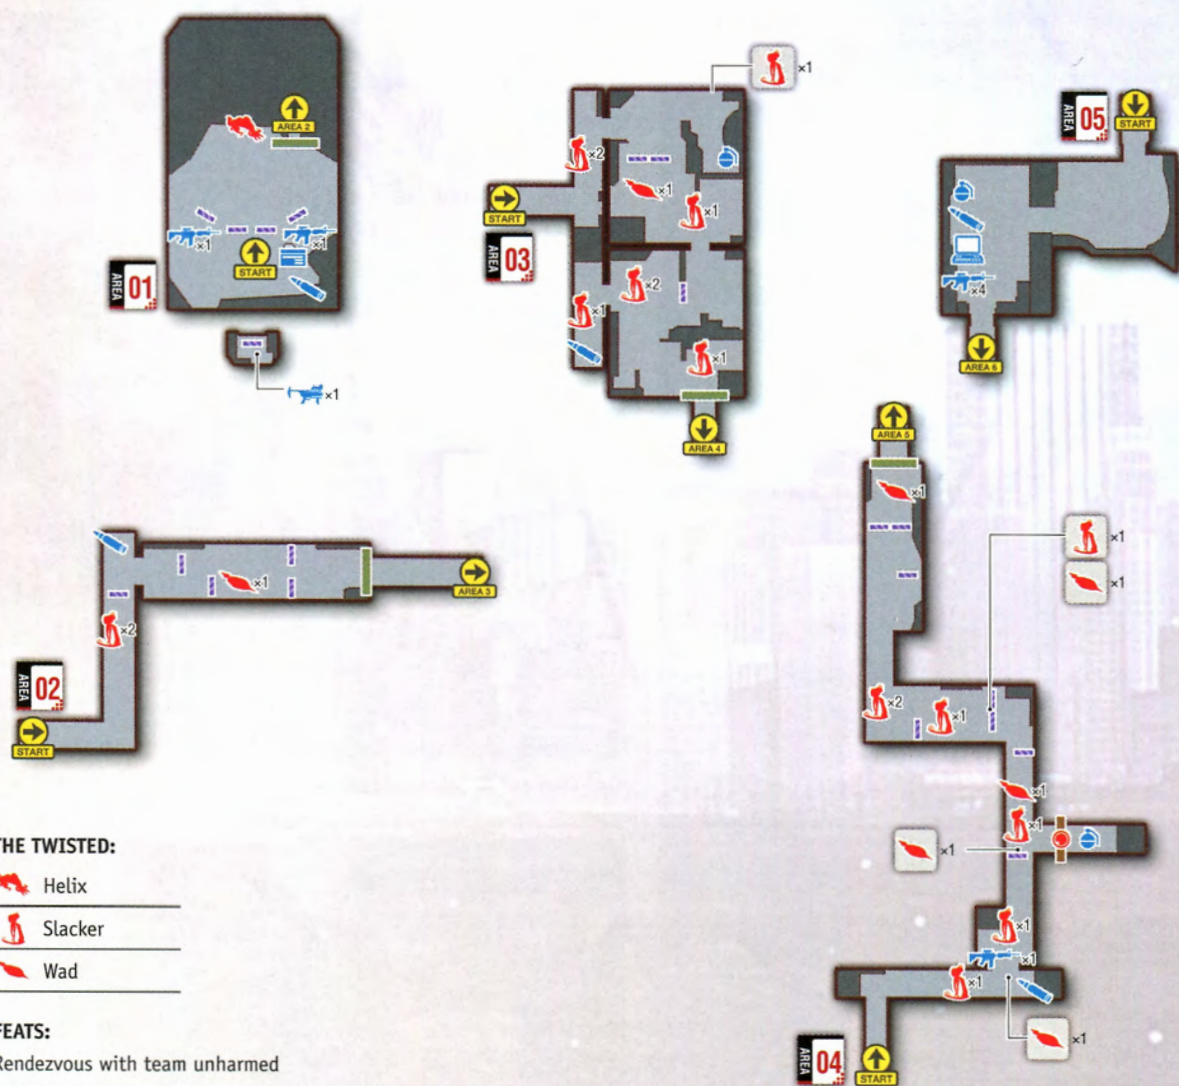 AREA 01
AREA 2
×1
×1
START
×1
AREA 03
START
×1
×2
×1
×1
×2
×1
×1
AREA 4
AREA 05
START
×4
AREA 6
AREA 02
START
×2
×1
AREA 3
AREA 5
×1
×1
×1
×2
×1
×1
×1
×1
×1
×1
×1
×1
AREA 04
START
THE TWISTED:
Helix
Slacker
Wad
FEATS:
Rendezvous with team unharmed